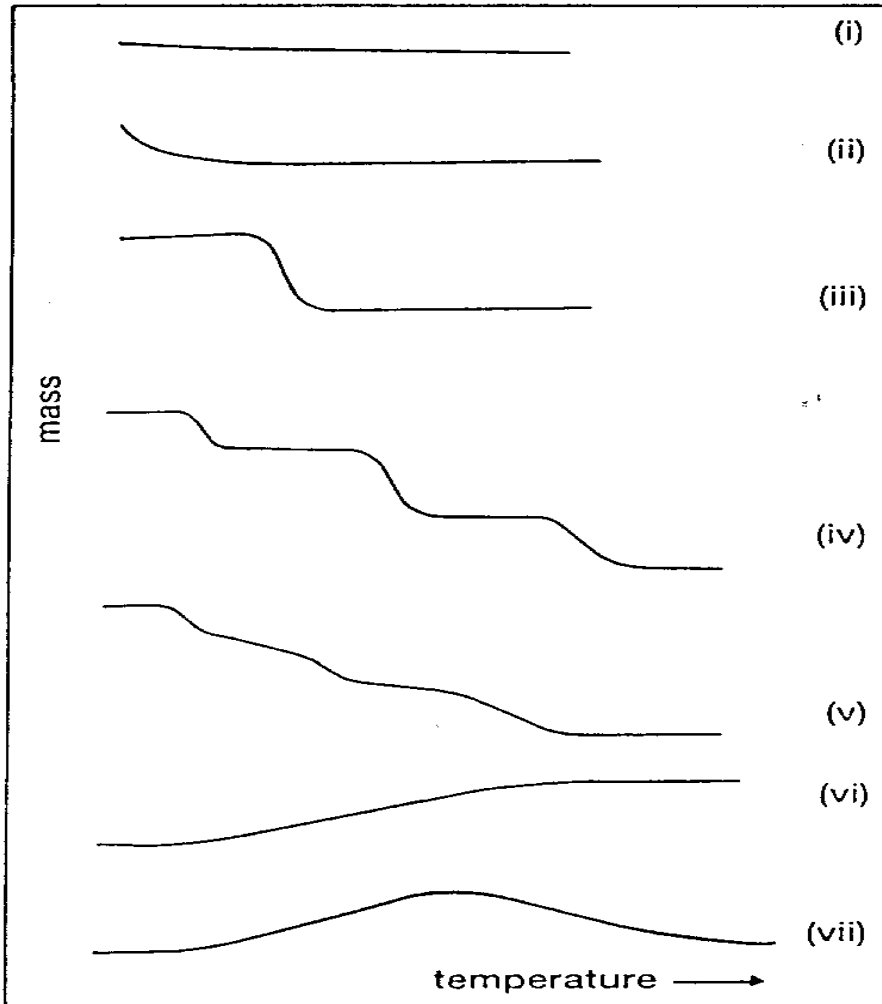 (i)
(ii)
(iii)
mass
(iv)
(v)
(vi)
(vii)
temperature